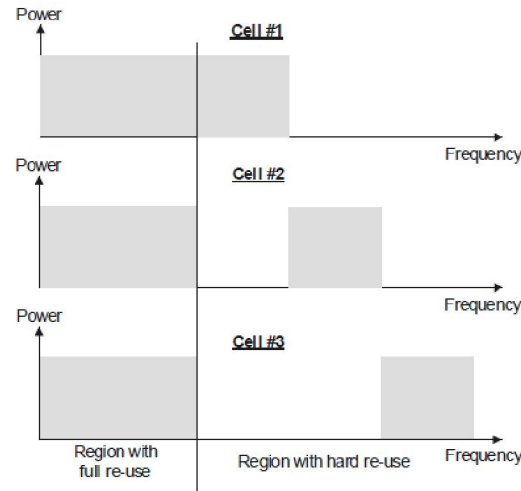 Power
Cell #1
Frequency
Power
Cell #2
Frequency
Power
Cell #3
Region with
full re-use
Region with hard re-use
Frequency